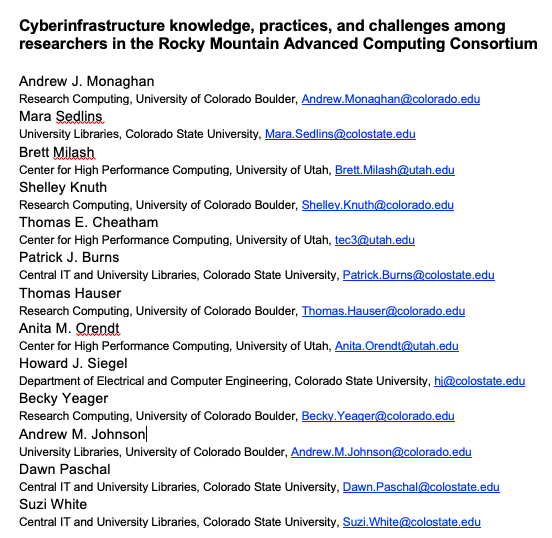 Cyberinfrastructure knowledge, practices, and challenges among
researchers in the Rocky Mountain Advanced Computing Consortium
Andrew J. Monaghan
Research Computing, University of Colorado Boulder, Andrew.Monaghan@colorado.edu
Mara Sedlins
University Libraries, Colorado State University, Mara.Sedlins@colostate.edu
Brett Milash
Center for High Performance Computing, University of Utah, Brett.Milash@utah.edu
Shelley Knuth
Research Computing, University of Colorado Boulder, Shelley.Knuth@colorado.edu
Thomas E. Cheatham
Center for High Performance Computing, University of Utah, tec3@utah.edu
Patrick J. Burns
Central IT and University Libraries, Colorado State University, Patrick.Burns@colostate.edu
Thomas Hauser
Research Computing, University of Colorado Boulder, Thomas.Hauser@colorado.edu
Anita M. Orendt
Center for High Performance Computing, University of Utah, Anita.Orendt@utah.edu
Howard J. Siegel
Department of Electrical and Computer Engineering, Colorado State University, hj@colostate.edu
Becky Yeager
Research Computing, University of Colorado Boulder, Becky.Yeager@colorado.edu
Andrew M. Johnson
University Libraries, University of Colorado Boulder, Andrew.M.Johnson@colorado.edu
Dawn Paschal
Central IT and University Libraries, Colorado State University, Dawn.Paschal@colostate.edu
Suzi White
Central IT and University Libraries, Colorado State University, Suzi.White@colostate.edu